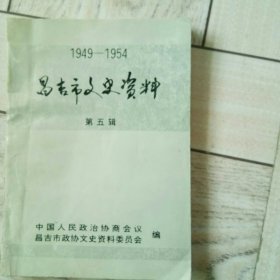 1949—1954
昌吉市文史资料
第五辑
中国人民政治协商会议
昌吉市政协文史资料委员会 编